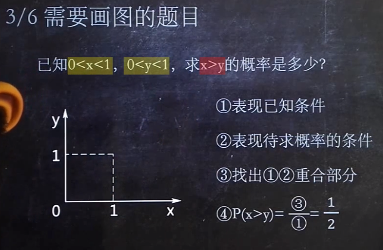 3/6 需要画图的题目
已知0<x<1，0<y<1，求x>y的概率是多少?
①表现已知条件
②表现待求概率的条件
③找出①②重合部分
④P(x>y)=③/①=1/2
y
1
0
1
x